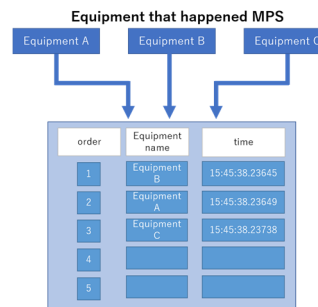 Equipment that happened MPS
Equipment A
Equipment B
Equipment C
order
Equipment
name
time
1
Equipment
B
15:45:38.23645
2
Equipment
A
15:45:38.23649
3
Equipment
C
15:45:38.23738
4
5